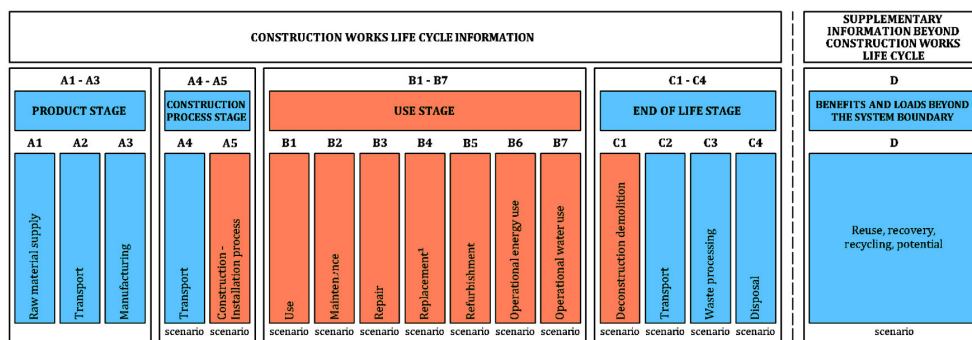 CONSTRUCTION WORKS LIFE CYCLE INFORMATION
SUPPLEMENTARY
INFORMATION BEYOND
CONSTRUCTION WORKS
LIFE CYCLE
A1 - A3
A4 - A5
B1 - B7
C1 - C4
D
PRODUCT STAGE
CONSTRUCTION
PROCESS STAGE
USE STAGE
END OF LIFE STAGE
BENEFITS AND LOADS BEYOND
THE SYSTEM BOUNDARY
A1
A2
A3
A4
A5
B1
B2
B3
B4
B5
B6
B7
C1
C2
C3
C4
D
Raw material supply
Transport
Manufacturing
Transport
Construction -
Installation process
Use
Maintenance
Repair
Replacement¹
Refurbishment
Operational energy use
Operational water use
Deconstruction demolition
Transport
Waste processing
Disposal
Reuse, recovery,
recycling, potential
scenario
scenario
scenario
scenario
scenario
scenario
scenario
scenario
scenario
scenario
scenario
scenario
scenario
scenario